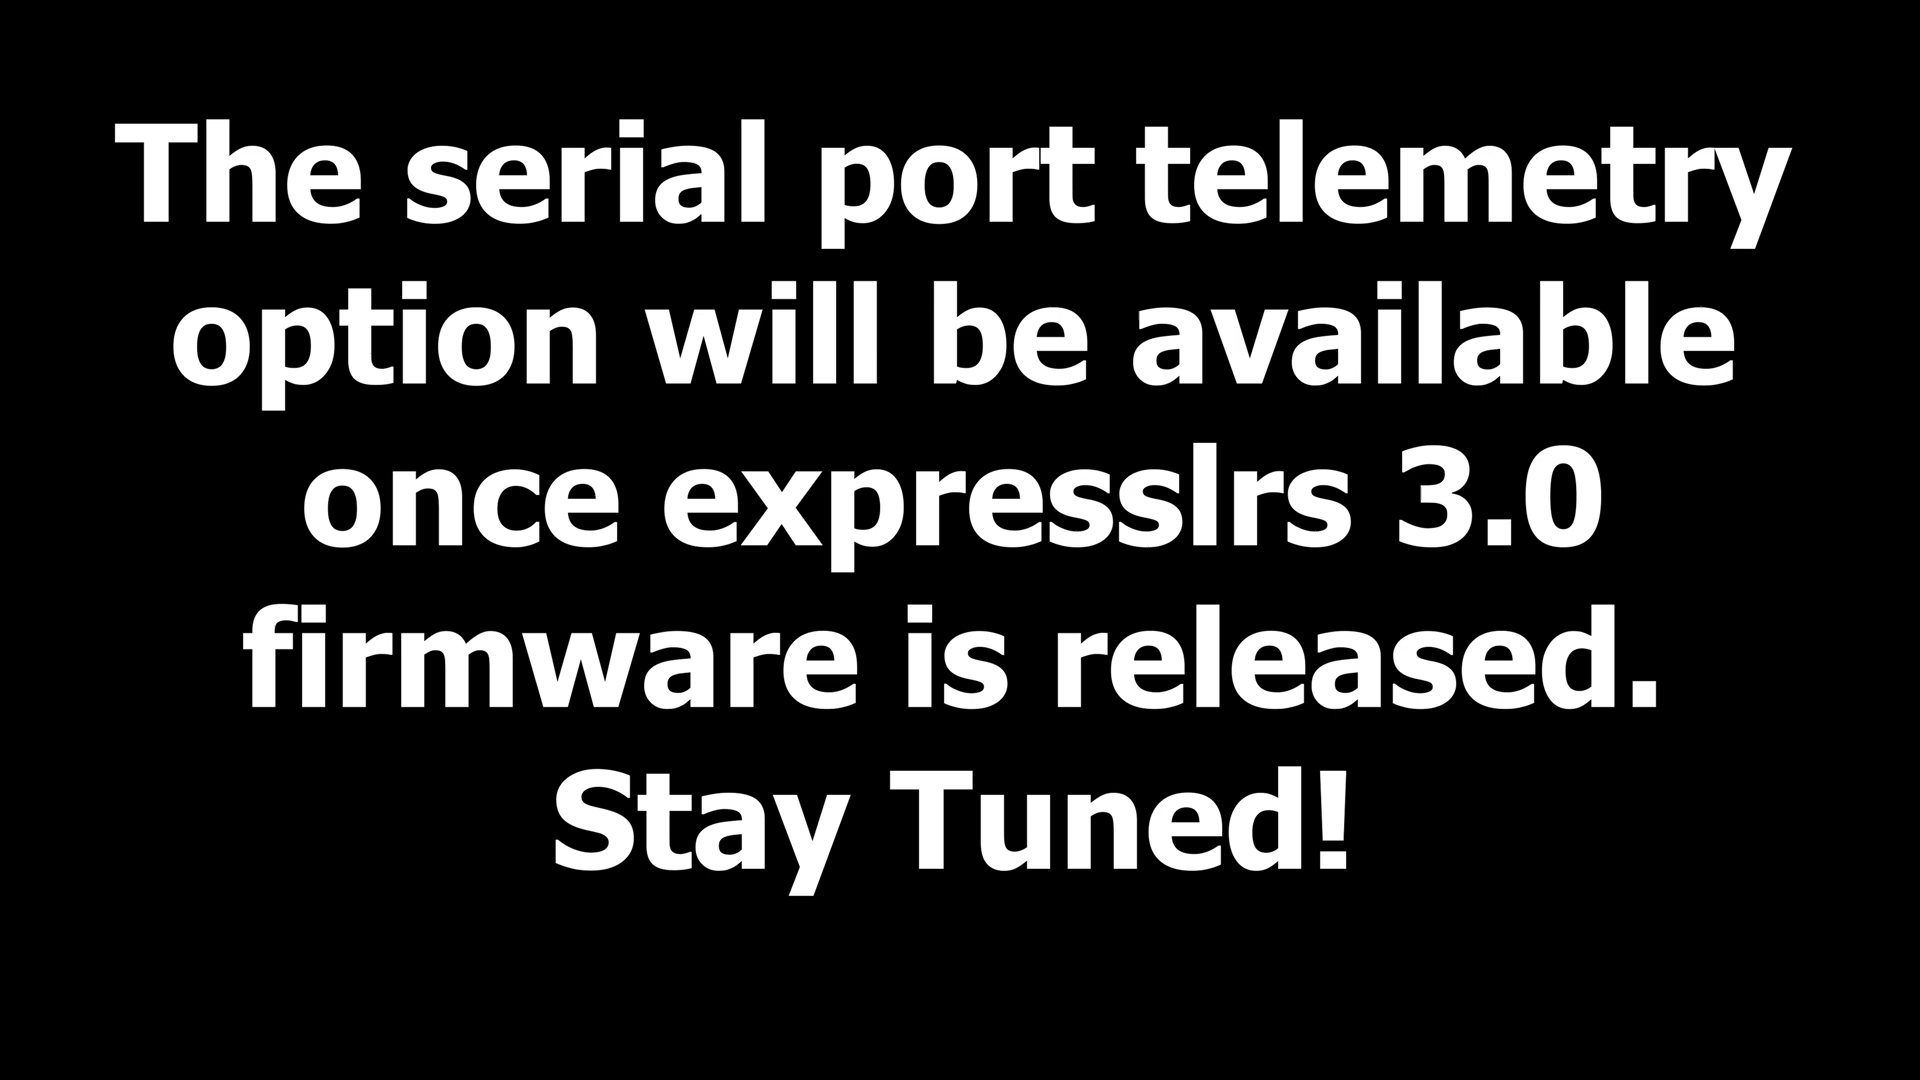 The serial port telemetry
option will be available
once expresslrs 3.0
firmware is released.
Stay Tuned!